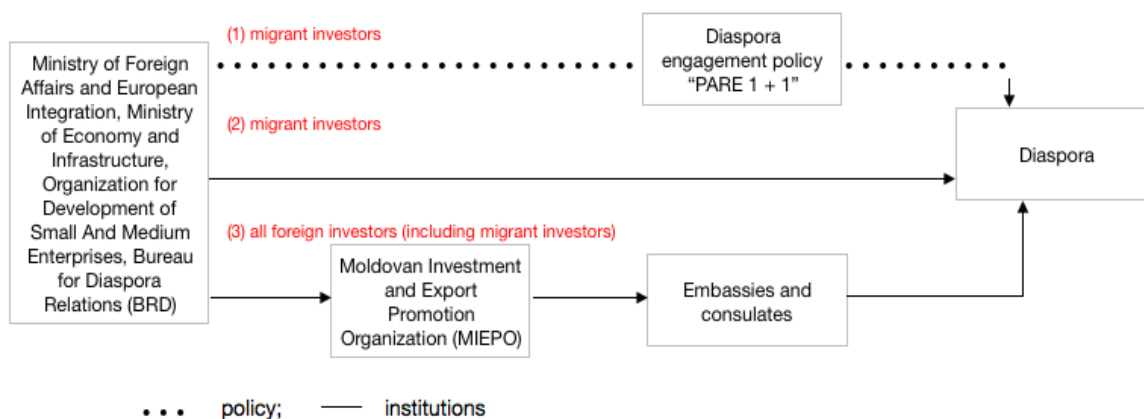 (1) migrant investors
Ministry of Foreign
Affairs and European
Integration, Ministry
of Economy and
Infrastructure,
Organization for
Development of
Small And Medium
Enterprises, Bureau
for Diaspora
Relations (BRD)
Diaspora
engagement policy
“PARE 1 + 1”
(2) migrant investors
Diaspora
(3) all foreign investors (including migrant investors)
Moldovan Investment
and Export
Promotion
Organization (MIEPO)
Embassies and
consulates
policy; institutions